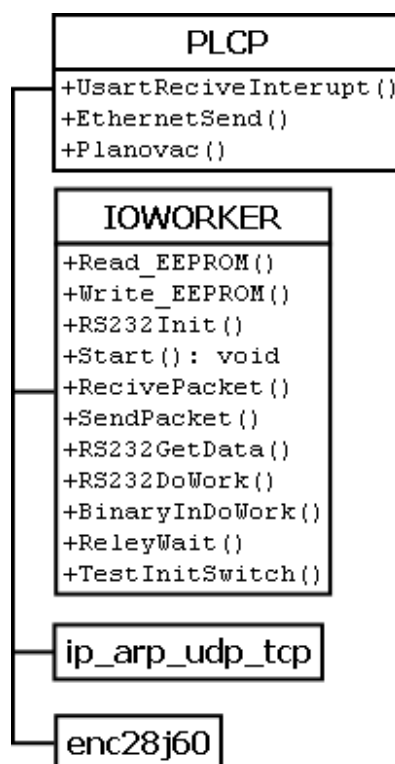 PLCP
+UsartReciveInterupt()
+EthernetSend()
+Planovac()
IOWORKER
+Read_EEPROM()
+Write_EEPROM()
+RS232Init()
+Start(): void
+RecivePacket()
+SendPacket()
+RS232GetData()
+RS232DoWork()
+BinaryInDoWork()
+ReleyWait()
+TestInitSwitch()
ip_arp_udp_tcp
enc28j60